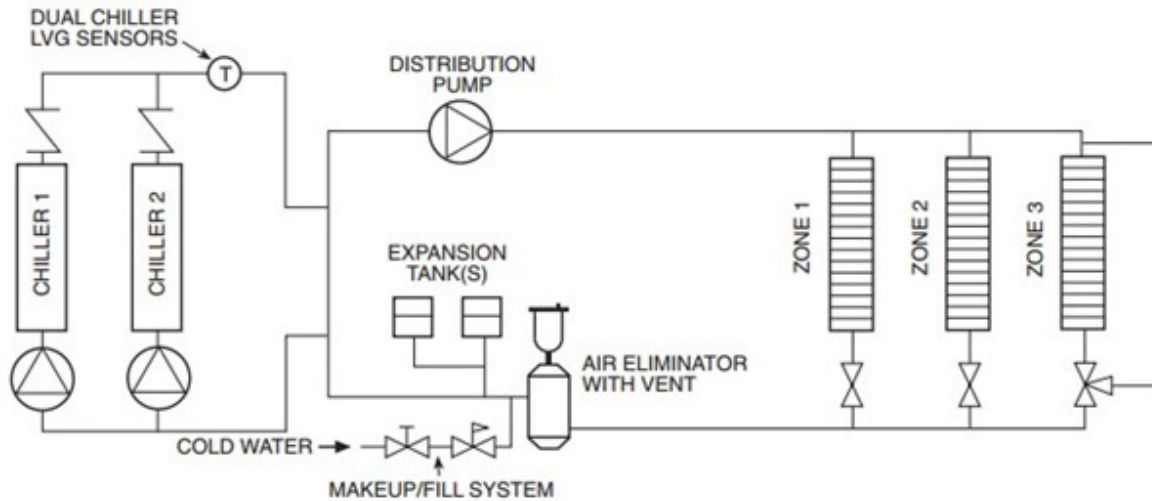 DUAL CHILLER
LVG SENSORS
T
DISTRIBUTION
PUMP
CHILLER 1
CHILLER 2
ZONE 1
ZONE 2
ZONE 3
EXPANSION
TANK(S)
AIR ELIMINATOR
WITH VENT
COLD WATER
MAKEUP/FILL SYSTEM